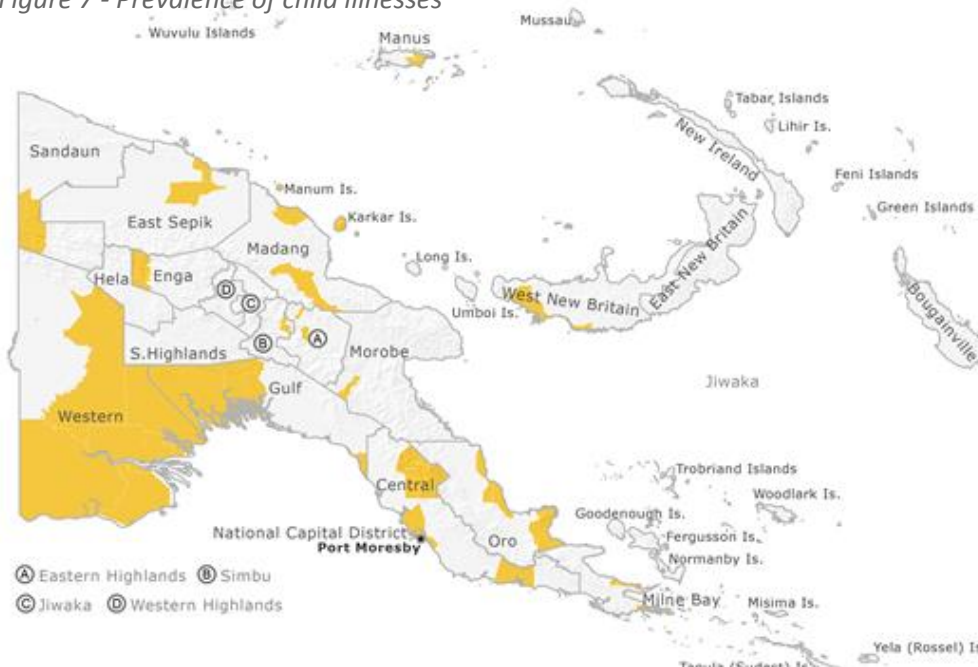 Figure 7 - Prevalence of child illnesses
Mussau
Wuvulu Islands
Manus
Tabar Islands
Lihir Is.
New Ireland
Sandaun
Feni Islands
Manum Is.
Green Islands
Karkar Is.
East Sepik
Madang
Long Is.
East New Britain
Hela
Enga
D
C
West New Britain
Umboi Is.
Bougainville
A
B
S.Highlands
Morobe
Jiwaka
Gulf
Western
Trobriand Islands
Central
Woodlark Is.
Goodenough Is.
National Capital District
Port Moresby
Oro
Fergusson Is.
Normanby Is.
A Eastern Highlands B Simbu
C Jiwaka D Western Highlands
Milne Bay
Misima Is.
Yela (Rossel) Is
Tagula (Sudest) Is.